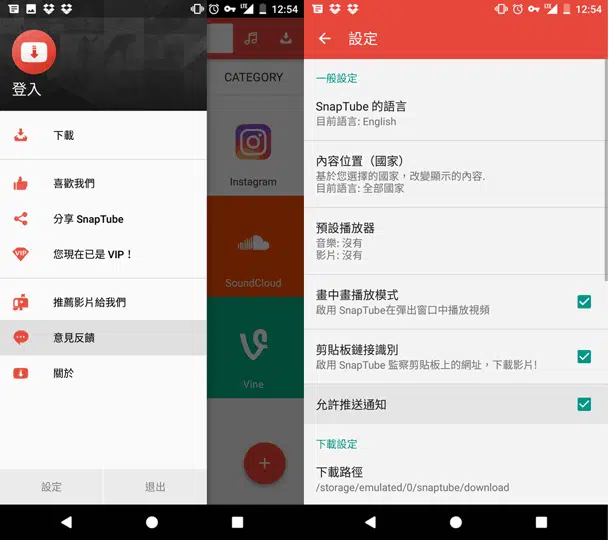 12:54
登入
下載
喜歡我們
分享 SnapTube
VIP
您現在已是 VIP！
推薦影片給我們
意見反饋
關於
設定
退出
CATEGORY
Instagram
SoundCloud
Vine
LTE
12:54
設定
一般設定
SnapTube 的語言
目前語言: English
內容位置（國家）
基於您選擇的國家，改變顯示的內容.
目前語言: 全部國家
預設播放器
音樂: 沒有
影片: 沒有
畫中畫播放模式
啟用 SnapTube在彈出窗口中播放視頻
剪貼板鏈接識別
啟用 SnapTube 監察剪貼板上的網址，下載影片!
允許推送通知
下載設定
下載路徑
/storage/emulated/0/snaptube/download